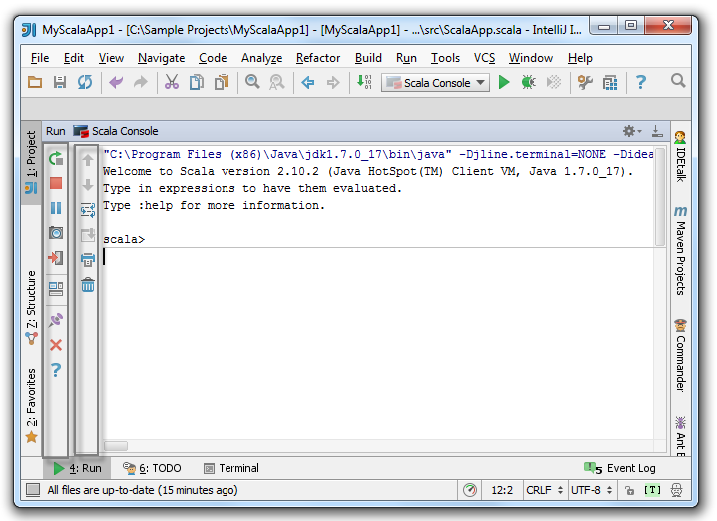 MyScalaApp1 - [C:\Sample Projects\MyScalaApp1] - [MyScalaApp1] - ...\src\ScalaApp.scala - IntelliJ I...
File Edit View Navigate Code Analyze Refactor Build Run Tools VCS Window Help
Scala Console
Run Scala Console
1: Project
Z: Structure
2: Favorites
"C:\Program Files (x86)\Java\jdk1.7.0_17\bin\java" -Djline.terminal=NONE -Didea
Welcome to Scala version 2.10.2 (Java HotSpot(TM) Client VM, Java 1.7.0_17).
Type in expressions to have them evaluated.
Type :help for more information.
scala>
IDEtalk
m Maven Projects
Commander
Ant B
4: Run 6: TODO Terminal 5 Event Log
All files are up-to-date (15 minutes ago) 12:2 CRLF UTF-8 [T]